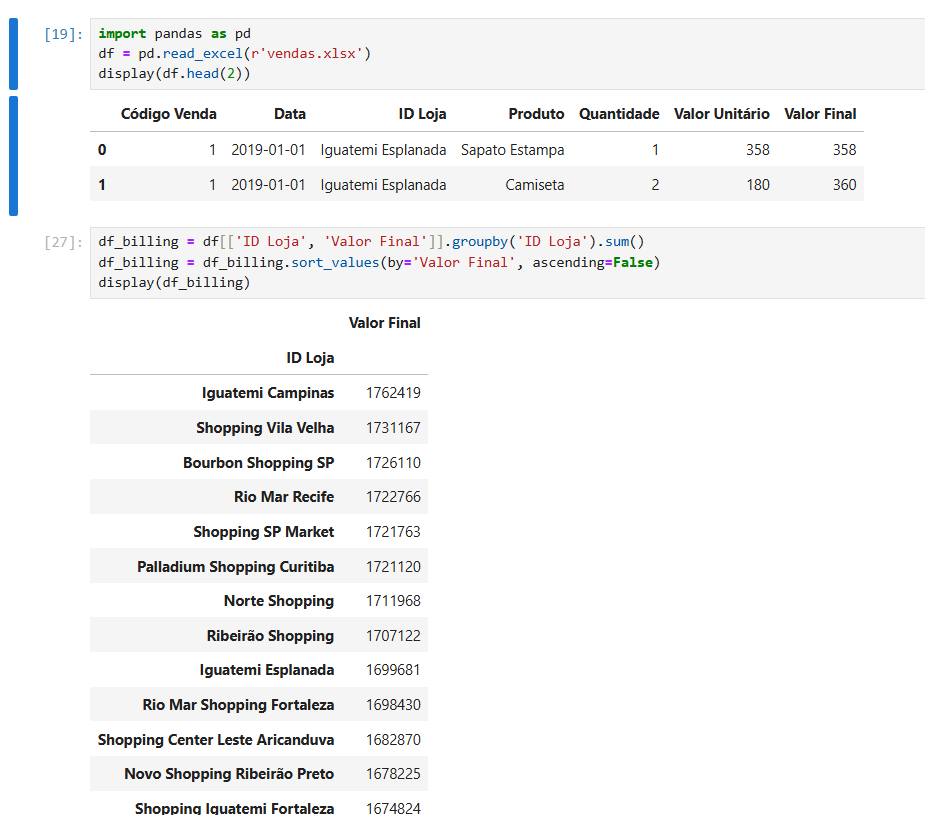 [19]: import pandas as pd
df = pd.read_excel(r'vendas.xlsx')
display(df.head(2))
Código Venda Data ID Loja Produto Quantidade Valor Unitário Valor Final
0 1 2019-01-01 Iguatemi Esplanada Sapato Estampa 1 358 358
1 1 2019-01-01 Iguatemi Esplanada Camiseta 2 180 360
[27]: df_billing = df[['ID Loja', 'Valor Final']].groupby('ID Loja').sum()
df_billing = df_billing.sort_values(by='Valor Final', ascending=False)
display(df_billing)
Valor Final
ID Loja
Iguatemi Campinas 1762419
Shopping Vila Velha 1731167
Bourbon Shopping SP 1726110
Rio Mar Recife 1722766
Shopping SP Market 1721763
Palladium Shopping Curitiba 1721120
Norte Shopping 1711968
Ribeirão Shopping 1707122
Iguatemi Esplanada 1699681
Rio Mar Shopping Fortaleza 1698430
Shopping Center Leste Aricanduva 1682870
Novo Shopping Ribeirão Preto 1678225
Shopping Iguatemi Fortaleza 1674824